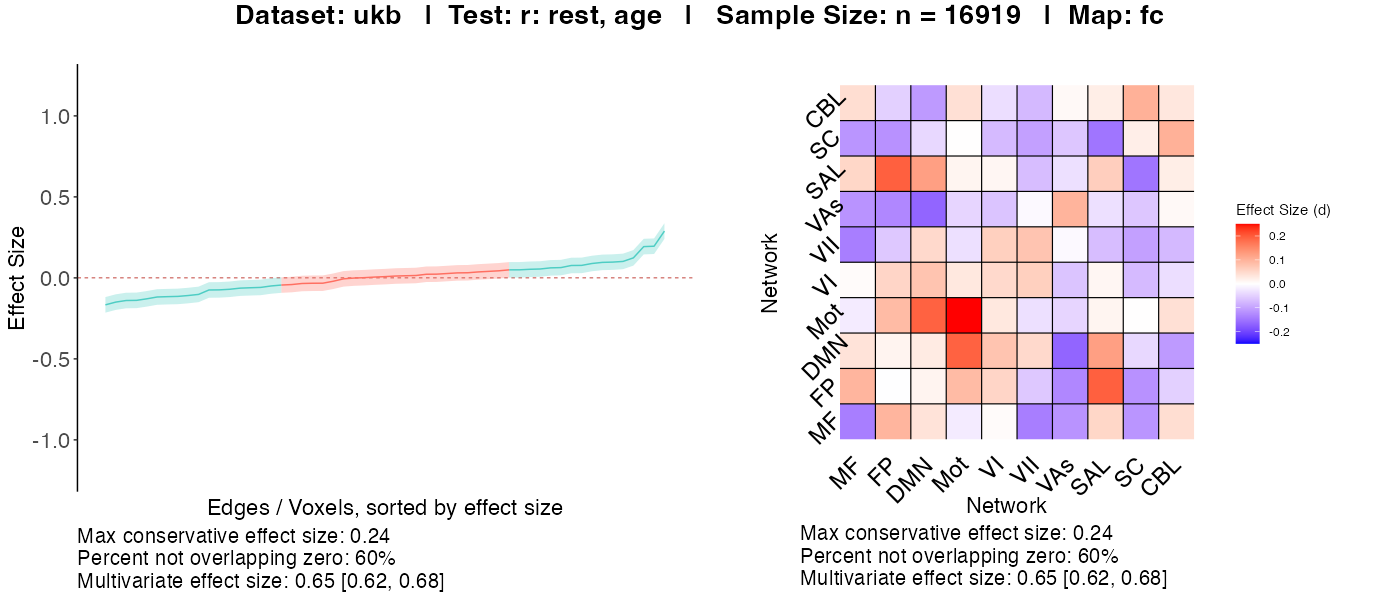 Dataset: ukb | Test: r: rest, age | Sample Size: n = 16919 | Map: fc
1.0
0.5
0.0
-0.5
-1.0
Effect Size
Edges / Voxels, sorted by effect size
Max conservative effect size: 0.24
Percent not overlapping zero: 60%
Multivariate effect size: 0.65 [0.62, 0.68]
Network
CBL
SC
SAL
VAs
VII
VI
Mot
DMN
FP
MF
MF
FP
DMN
Mot
VI
VII
VAs
SAL
SC
CBL
Network
Max conservative effect size: 0.24
Percent not overlapping zero: 60%
Multivariate effect size: 0.65 [0.62, 0.68]
Effect Size (d)
0.2
0.1
0.0
-0.1
-0.2